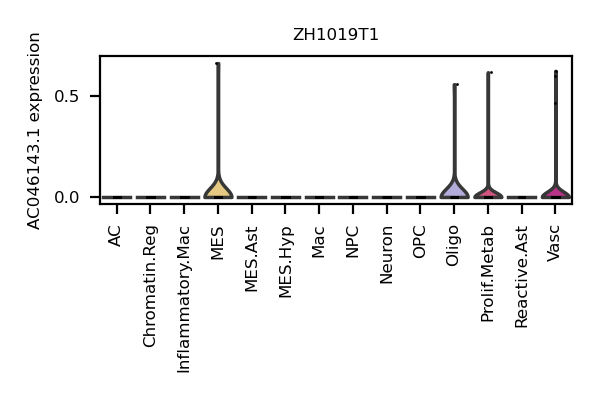 ZH1019T1
AC046143.1 expression
0.5
0.0
AC
Chromatin.Reg
Inflammatory.Mac
MES
MES.Ast
MES.Hyp
Mac
NPC
Neuron
OPC
Oligo
Prolif.Metab
Reactive.Ast
Vasc